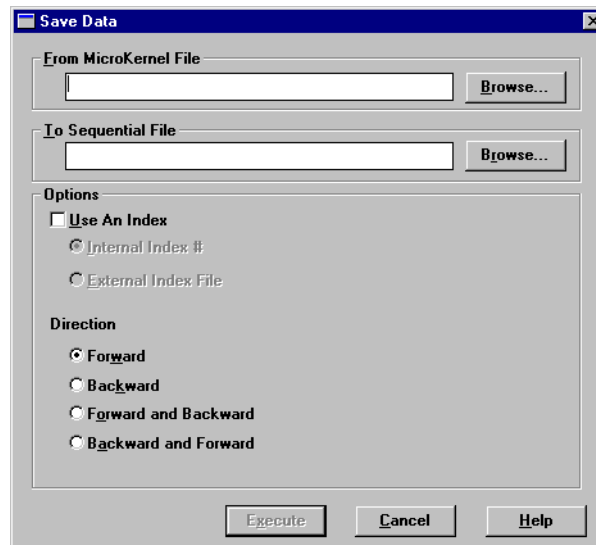 Save Data
From MicroKernel File
Browse...
To Sequential File
Browse...
Options
Use An Index
Internal Index #
External Index File
Direction
Forward
Backward
Forward and Backward
Backward and Forward
Execute Cancel Help